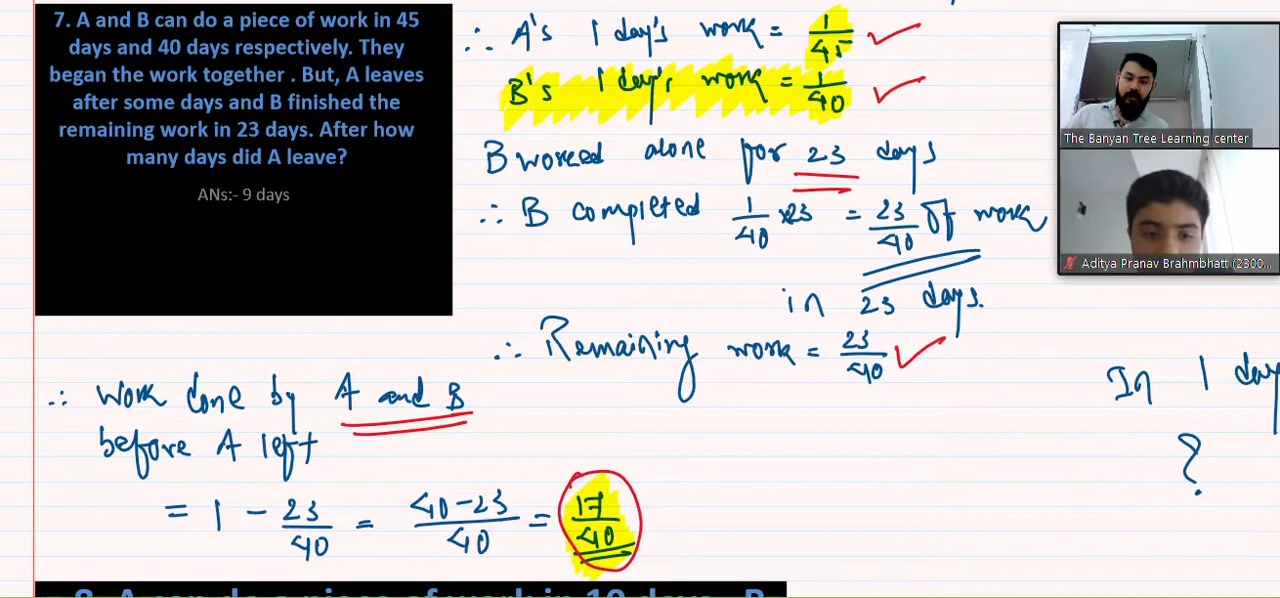 7. A and B can do a piece of work in 45
days and 40 days respectively. They
began the work together . But, A leaves
after some days and B finished the
remaining work in 23 days. After how
many days did A leave?
ANs:- 9 days
∴ A's 1 day's work = 1/45
B's 1 day's work = 1/40
B worked alone for 23 days
∴ B completed 1/40 × 23 = 23/40 of work
in 23 days.
∴ Remaining work = 23/40
∴ Work done by A and B
before A left
= 1 - 23/40 = 40-23/40 = 17/40
In 1 day
?
The Banyan Tree Learning center
Aditya Pranav Brahmbhatt (2300...